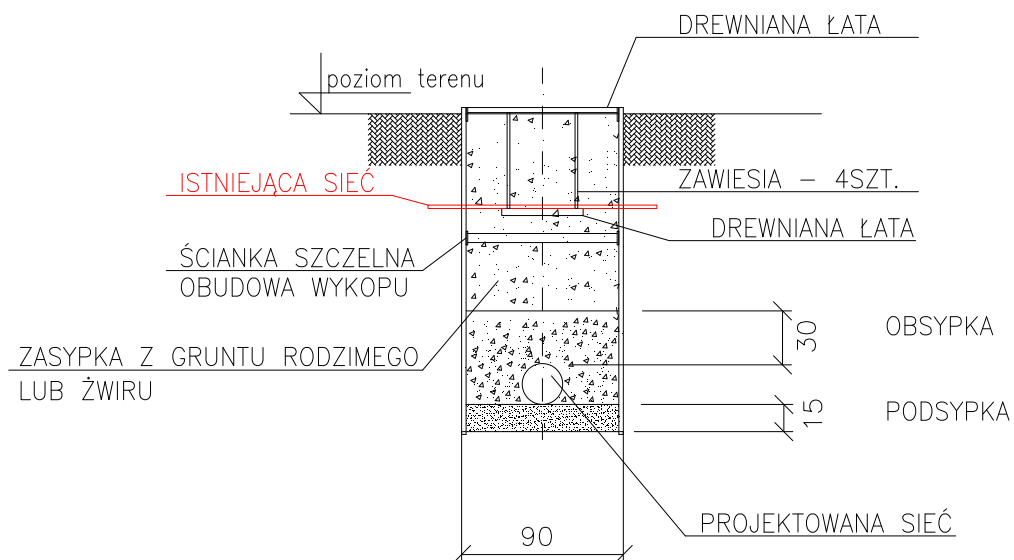 DREWNIANA ŁATA
poziom terenu
ISTNIEJĄCA SIEĆ
ZAWIESIA – 4SZT.
DREWNIANA ŁATA
ŚCIANKA SZCZELNA
OBUDOWA WYKOPU
30
OBSYPKA
ZASYPKA Z GRUNTU RODZIMEGO
LUB ŻWIRU
15
PODSYPKA
PROJEKTOWANA SIEĆ
90